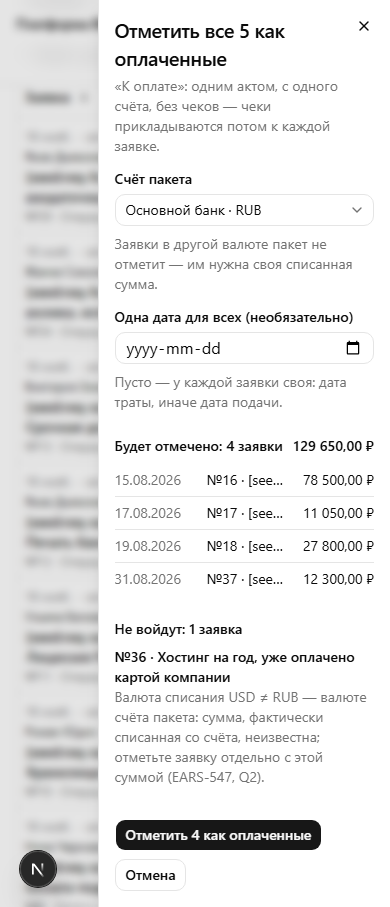 Отметить все 5 как
оплаченные
«К оплате»: одним актом, с одного
счёта, без чеков — чеки
прикладываются потом к каждой
заявке.
Счёт пакета
Основной банк · RUB
Заявки в другой валюте пакет не
отметит — им нужна своя списанная
сумма.
Одна дата для всех (необязательно)
yyyy-mm-dd
Пусто — у каждой заявки своя: дата
траты, иначе дата подачи.
Будет отмечено: 4 заявки 129 650,00 ₽
15.08.2026 №16 · [see... 78 500,00 ₽
17.08.2026 №17 · [see... 11 050,00 ₽
19.08.2026 №18 · [see... 27 800,00 ₽
31.08.2026 №37 · [see... 12 300,00 ₽
Не войдут: 1 заявка
№36 · Хостинг на год, уже оплачено
картой компании
Валюта списания USD ≠ RUB — валюте
счёта пакета: сумма, фактически
списанная со счёта, неизвестна;
отметьте заявку отдельно с этой
суммой (EARS-547, Q2).
Отметить 4 как оплаченные
Отмена
N